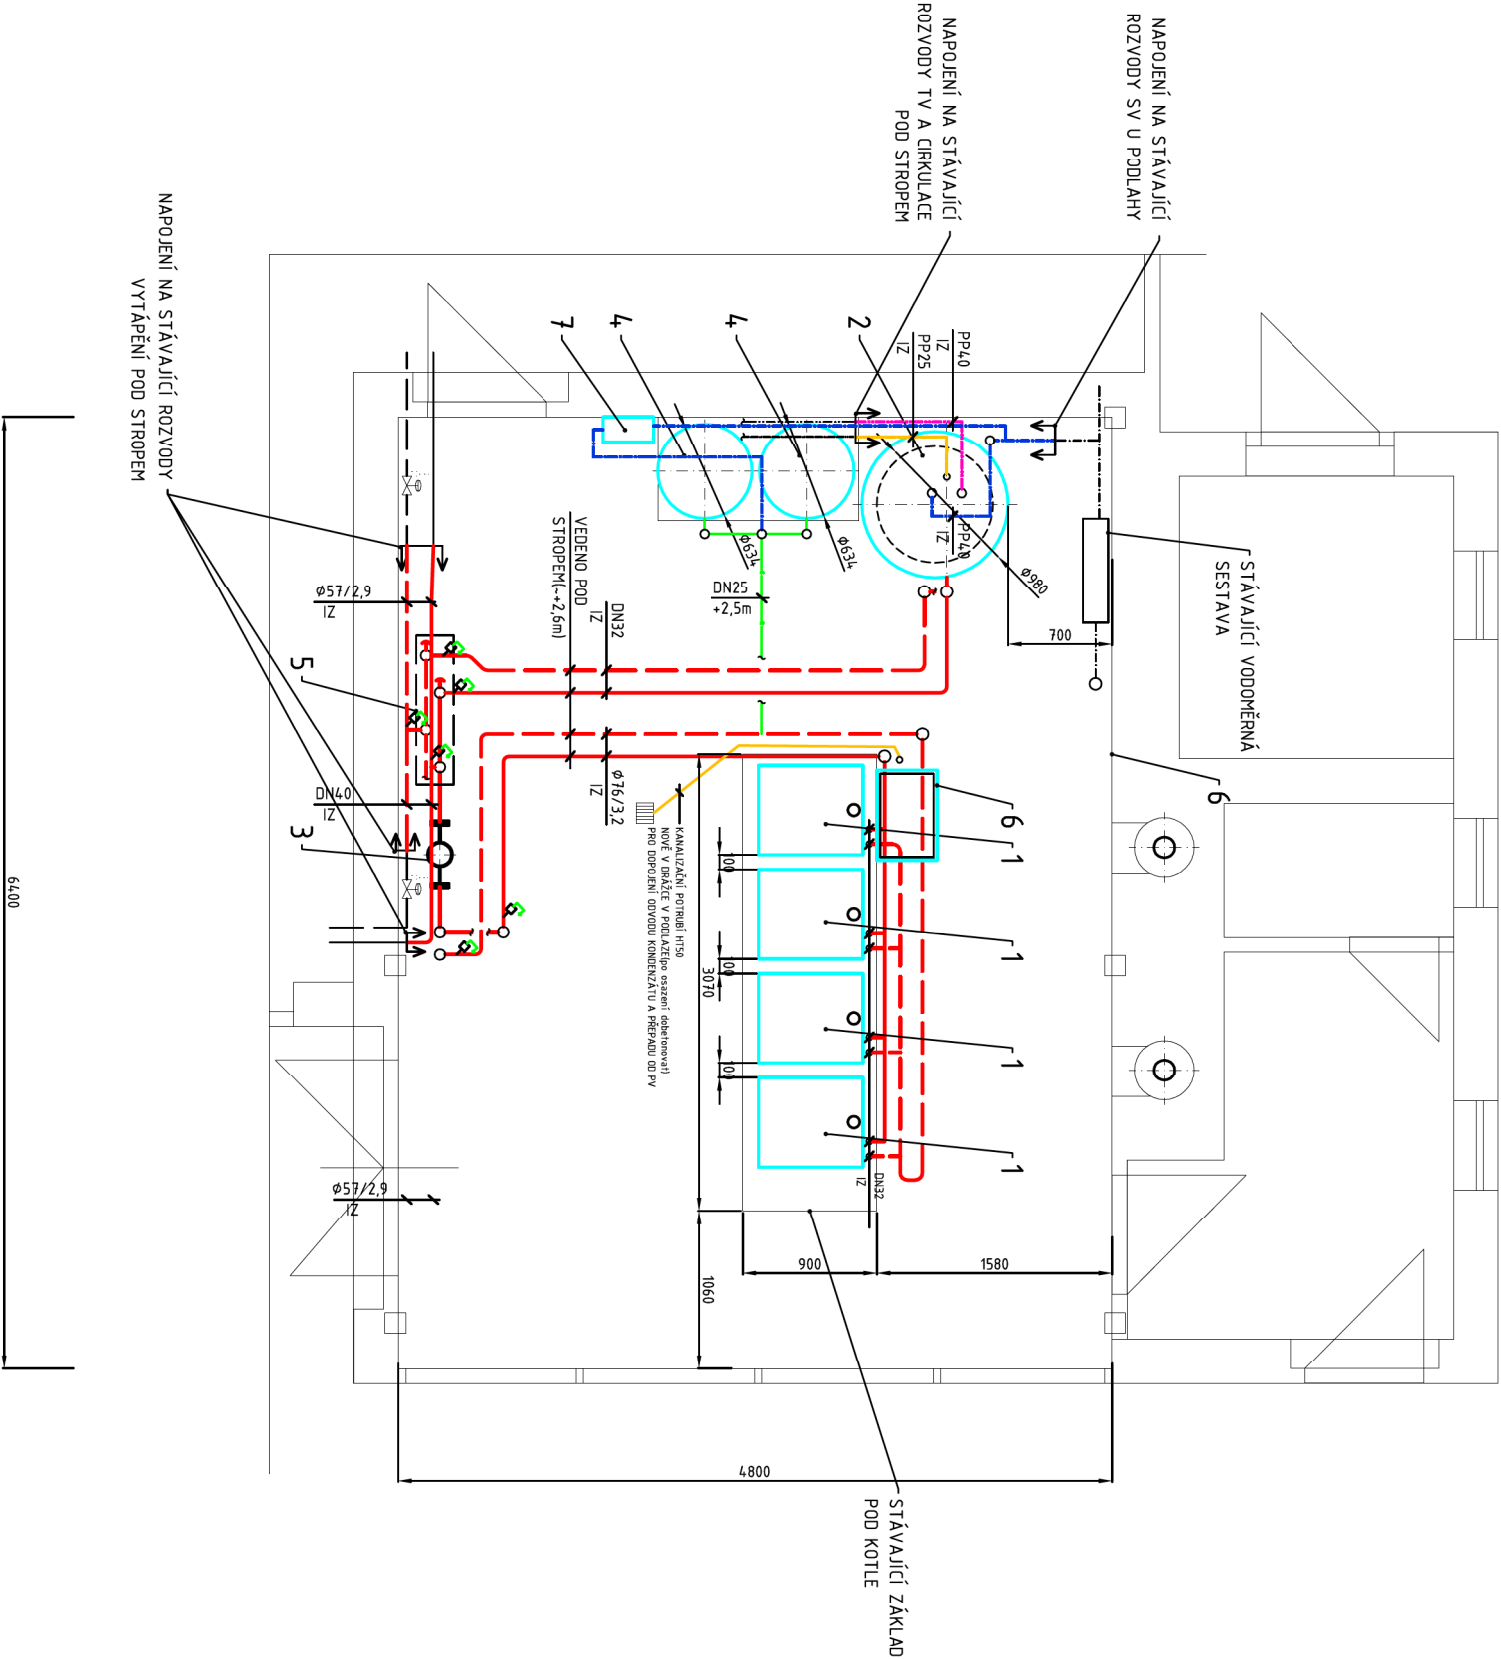 NAPOJENÍ NA STÁVAJÍCÍ
ROZVODY SV U PODLAHY
NAPOJENÍ NA STÁVAJÍCÍ
ROZVODY TV A CIRKULACE
POD STROPEM
NAPOJENÍ NA STÁVAJÍCÍ ROZVODY
VYTÁPĚNÍ POD STROPEM
STÁVAJÍCÍ VODOMĚRNÁ
SESTAVA
6
700
PP40
IZ
PP25
IZ
2
4
4
7
PP40
IZ
Ø980
Ø634
Ø634
DN25
+2,5m
VEDENO POD
STROPEM(~+2,6m)
DN32
IZ
Ø76/3,2
IZ
Ø57/2,9
IZ
5
DN40
IZ
3
KANALIZAČNÍ POTRUBÍ HT50
NOVĚ V DRÁŽCE V PODLAZE(po osazení dobetonovat)
PRO DOPOJENÍ ODVODU KONDENZÁTU A PŘEPADU OD PV
6
1
1
1
1
100
100
100
3070
DN32
IZ
Ø57/2,9
IZ
900
1580
1060
4800
6400
STÁVAJÍCÍ ZÁKLAD
POD KOTLE